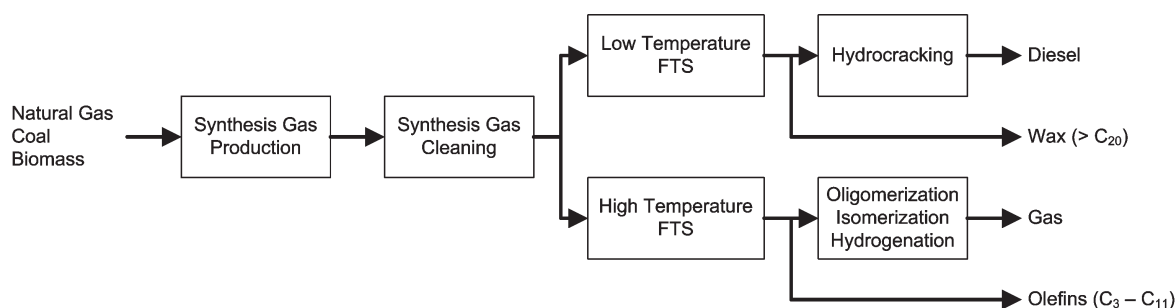 Natural Gas
Coal
Biomass
Synthesis Gas
Production
Synthesis Gas
Cleaning
Low Temperature
FTS
Hydrocracking
Diesel
Wax (> C₂₀)
High Temperature
FTS
Oligomerization
Isomerization
Hydrogenation
Gas
Olefins (C₃ – C₁₁)